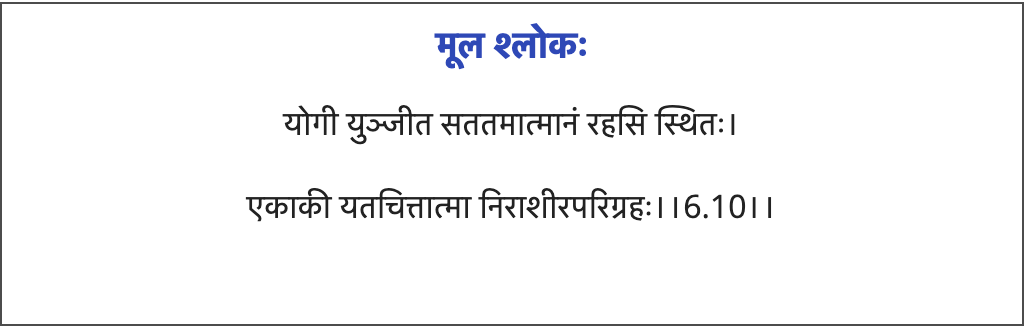 मूल श्लोकः
योगी युञ्जीत सततमात्मानं रहसि स्थितः।
एकाकी यतचित्तात्मा निराशीरपरिग्रहः।।6.10।।